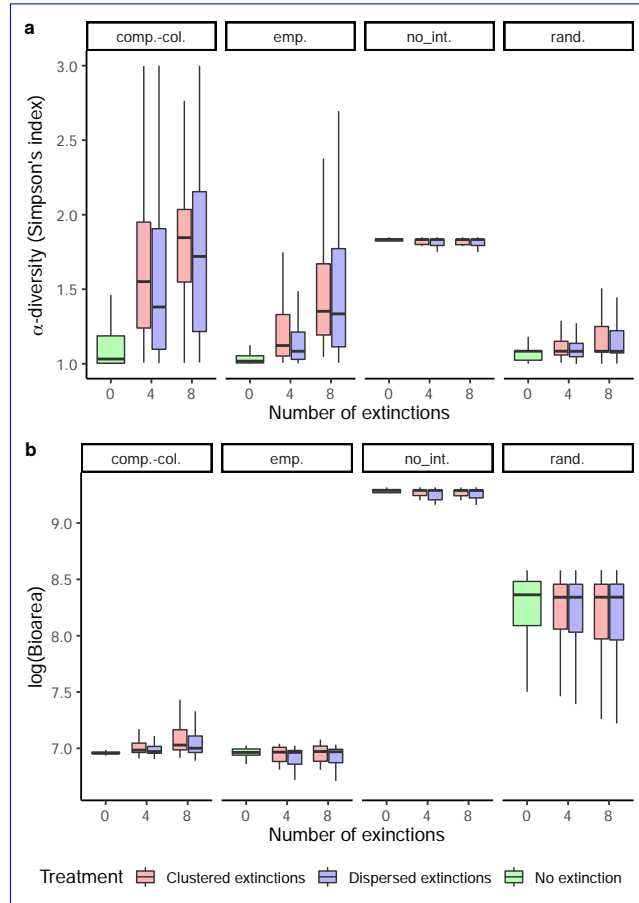 a
comp.-col. emp. no_int. rand.
3.0
2.5
2.0
1.5
1.0
α-diversity (Simpson's index)
0 4 8 0 4 8 0 4 8 0 4 8
Number of extinctions
b
comp.-col. emp. no_int. rand.
9.0
8.5
8.0
7.5
7.0
log(Bioarea)
0 4 8 0 4 8 0 4 8 0 4 8
Number of exinctions
Treatment Clustered extinctions Dispersed extinctions No extinction